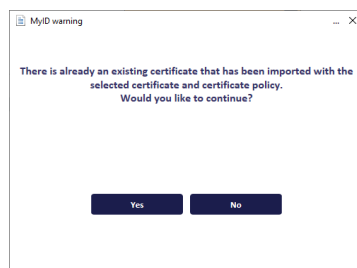 MyID warning
...
There is already an existing certificate that has been imported with the
selected certificate and certificate policy.
Would you like to continue?
Yes
No